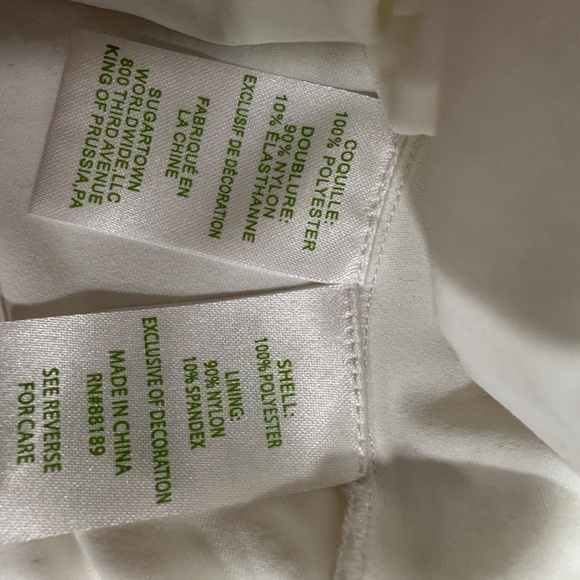 COQUILLE:
100% POLYESTER
DOUBLURE:
90% NYLON
10% ÉLASTHANNE
EXCLUSIF DE DÉCORATION
FABRIQUÉ EN
LA CHINE
SUGARTOWN
WORLDWIDE, LLC
800 THIRD AVENUE
KING OF PRUSSIA, PA
SHELL:
100% POLYESTER
LINING:
90% NYLON
10% SPANDEX
EXCLUSIVE OF DECORATION
MADE IN CHINA
RN#88189
SEE REVERSE
FOR CARE